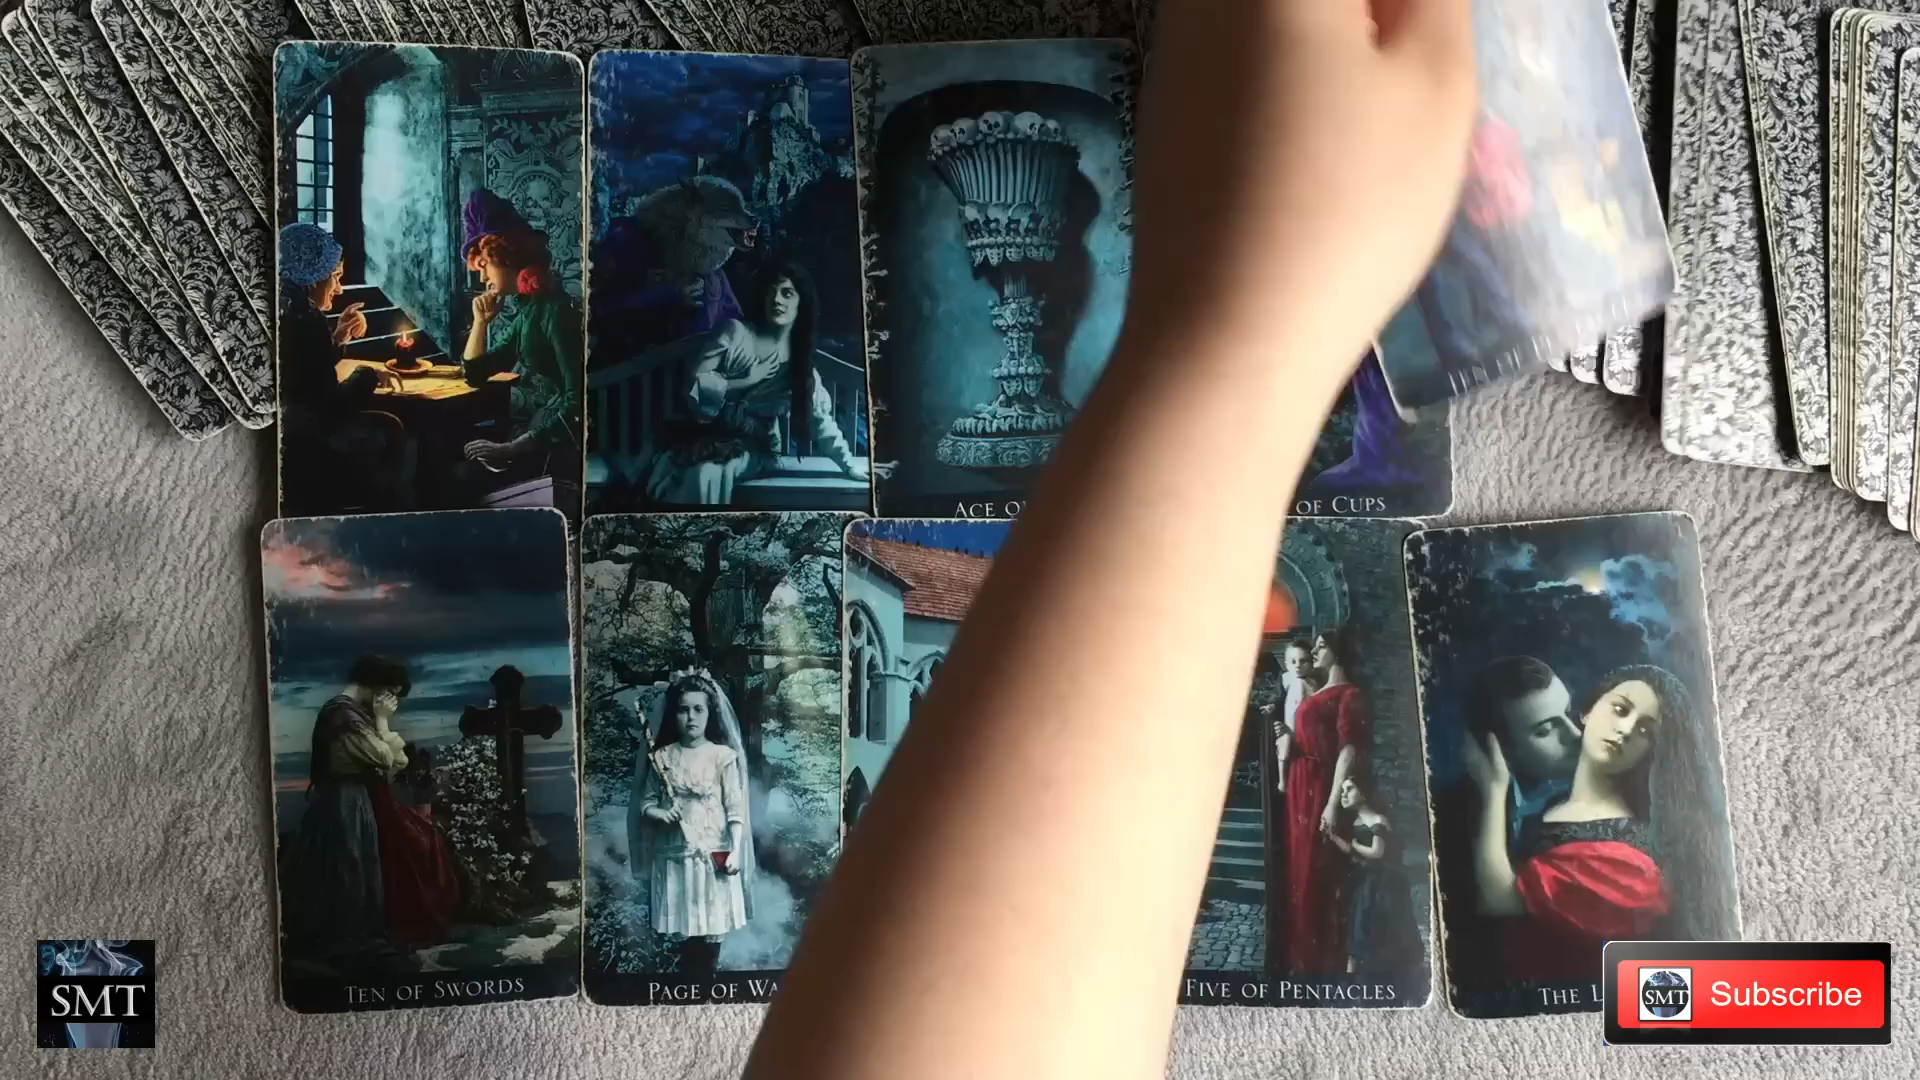 ACE O
OF CUPS
TEN OF SWORDS
PAGE OF WA
FIVE OF PENTACLES
THE L
SMT
SMT
Subscribe